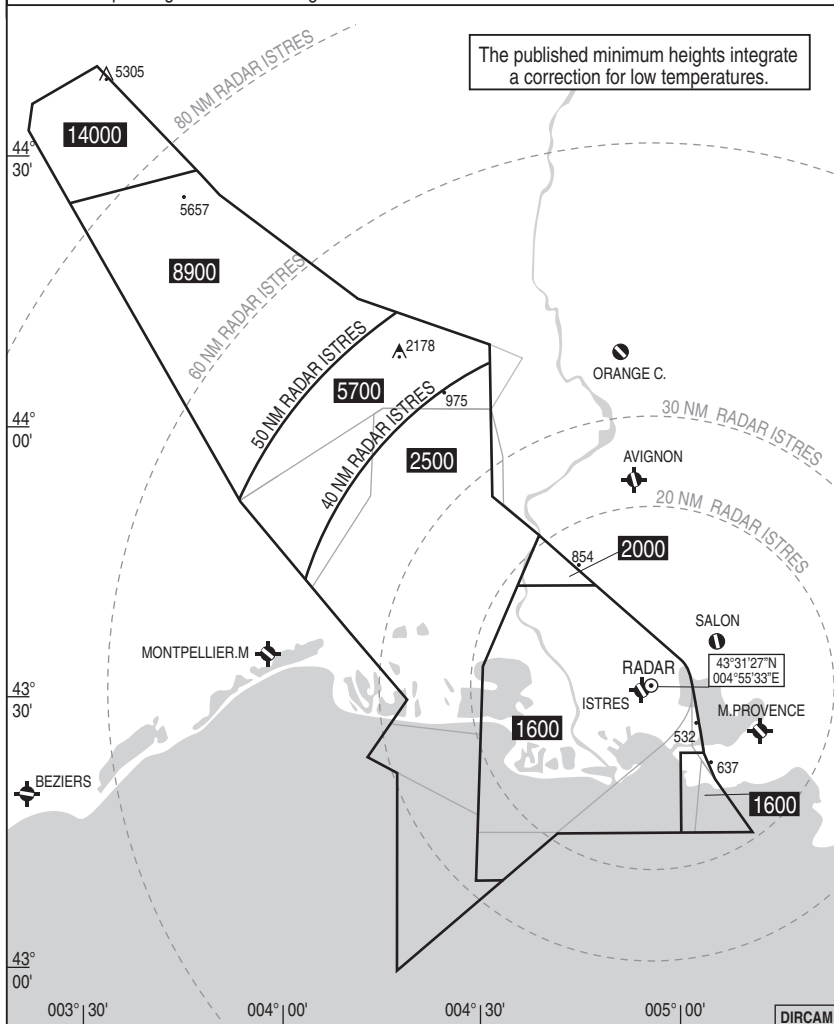 The published minimum heights integrate
a correction for low temperatures.
5305
80 NM RADAR ISTRES
14000
44°
30'
5657
8900
60 NM RADAR ISTRES
50 NM RADAR ISTRES
2178
5700
ORANGE C.
40 NM RADAR ISTRES
975
30 NM RADAR ISTRES
44°
00'
2500
AVIGNON
20 NM RADAR ISTRES
854
2000
SALON
MONTPELLIER.M
RADAR
43°31'27"N
004°55'33"E
43°
30'
ISTRES
M.PROVENCE
1600
532
637
BEZIERS
1600
43°
00'
003° 30'
004° 00'
004° 30'
005° 00'
DIRCAM